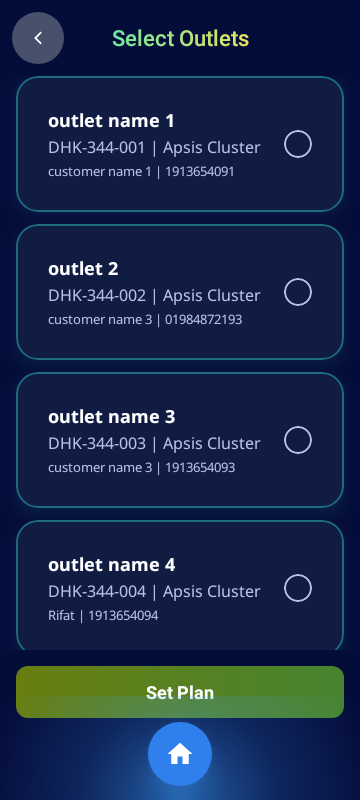 Select Outlets
outlet name 1
DHK-344-001 | Apsis Cluster
customer name 1 | 1913654091
outlet 2
DHK-344-002 | Apsis Cluster
customer name 3 | 01984872193
outlet name 3
DHK-344-003 | Apsis Cluster
customer name 3 | 1913654093
outlet name 4
DHK-344-004 | Apsis Cluster
Rifat | 1913654094
Set Plan